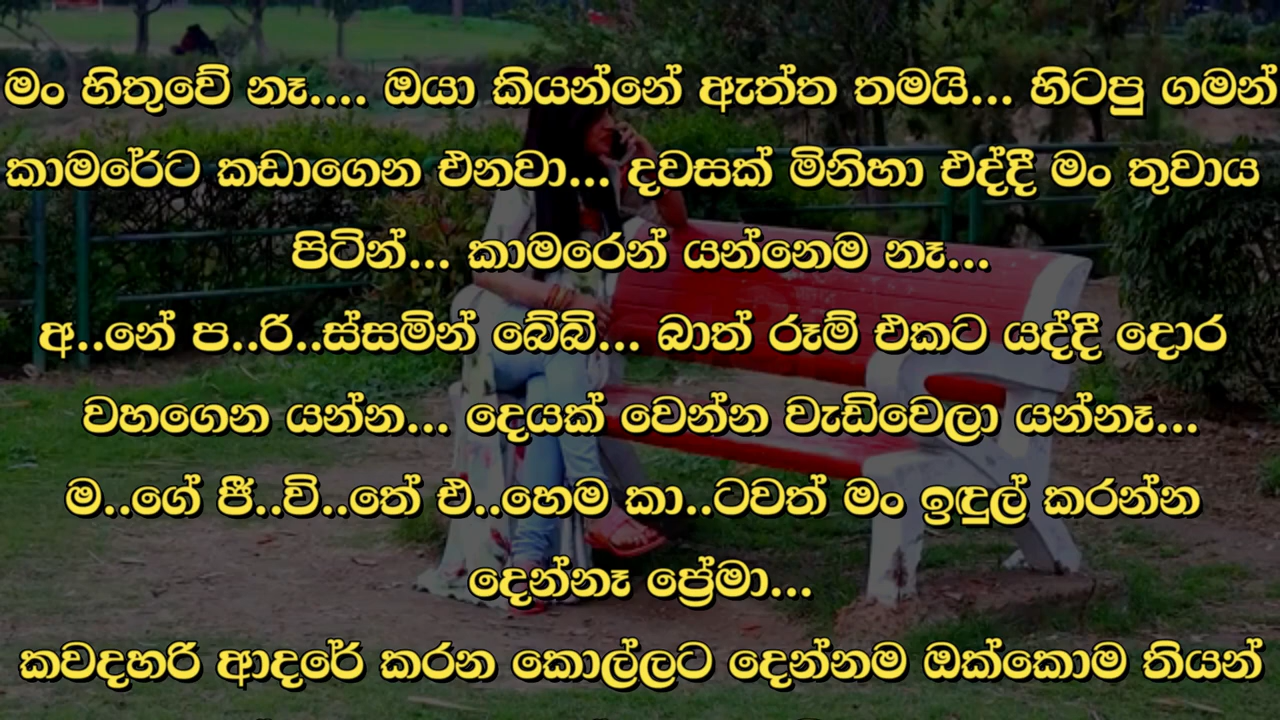 මං හිතුවේ නෑ.... ඔයා කියන්නේ ඇත්ත තමයි... හිටපු ගමන්
කාමරේට කඩාගෙන එනවා... දවසක් මිනිහා එද්දී මං තුවාය
පිටින්... කාමරෙන් යන්නෙම නෑ...
අ..නේ ප..රි..ස්සමින් බේබි... බාත් රූම් එකට යද්දී දොර
වහගෙන යන්න... දෙයක් වෙන්න වැඩිවෙලා යන්නෑ...
ම..ගේ ජී..වි..තේ එ..හෙම කා..ටවත් මං ඉඳුල් කරන්න
දෙන්නෑ ප්‍රේමා...
කවදහරි ආදරේ කරන කොල්ලට දෙන්නම ඔක්කොම තියන්